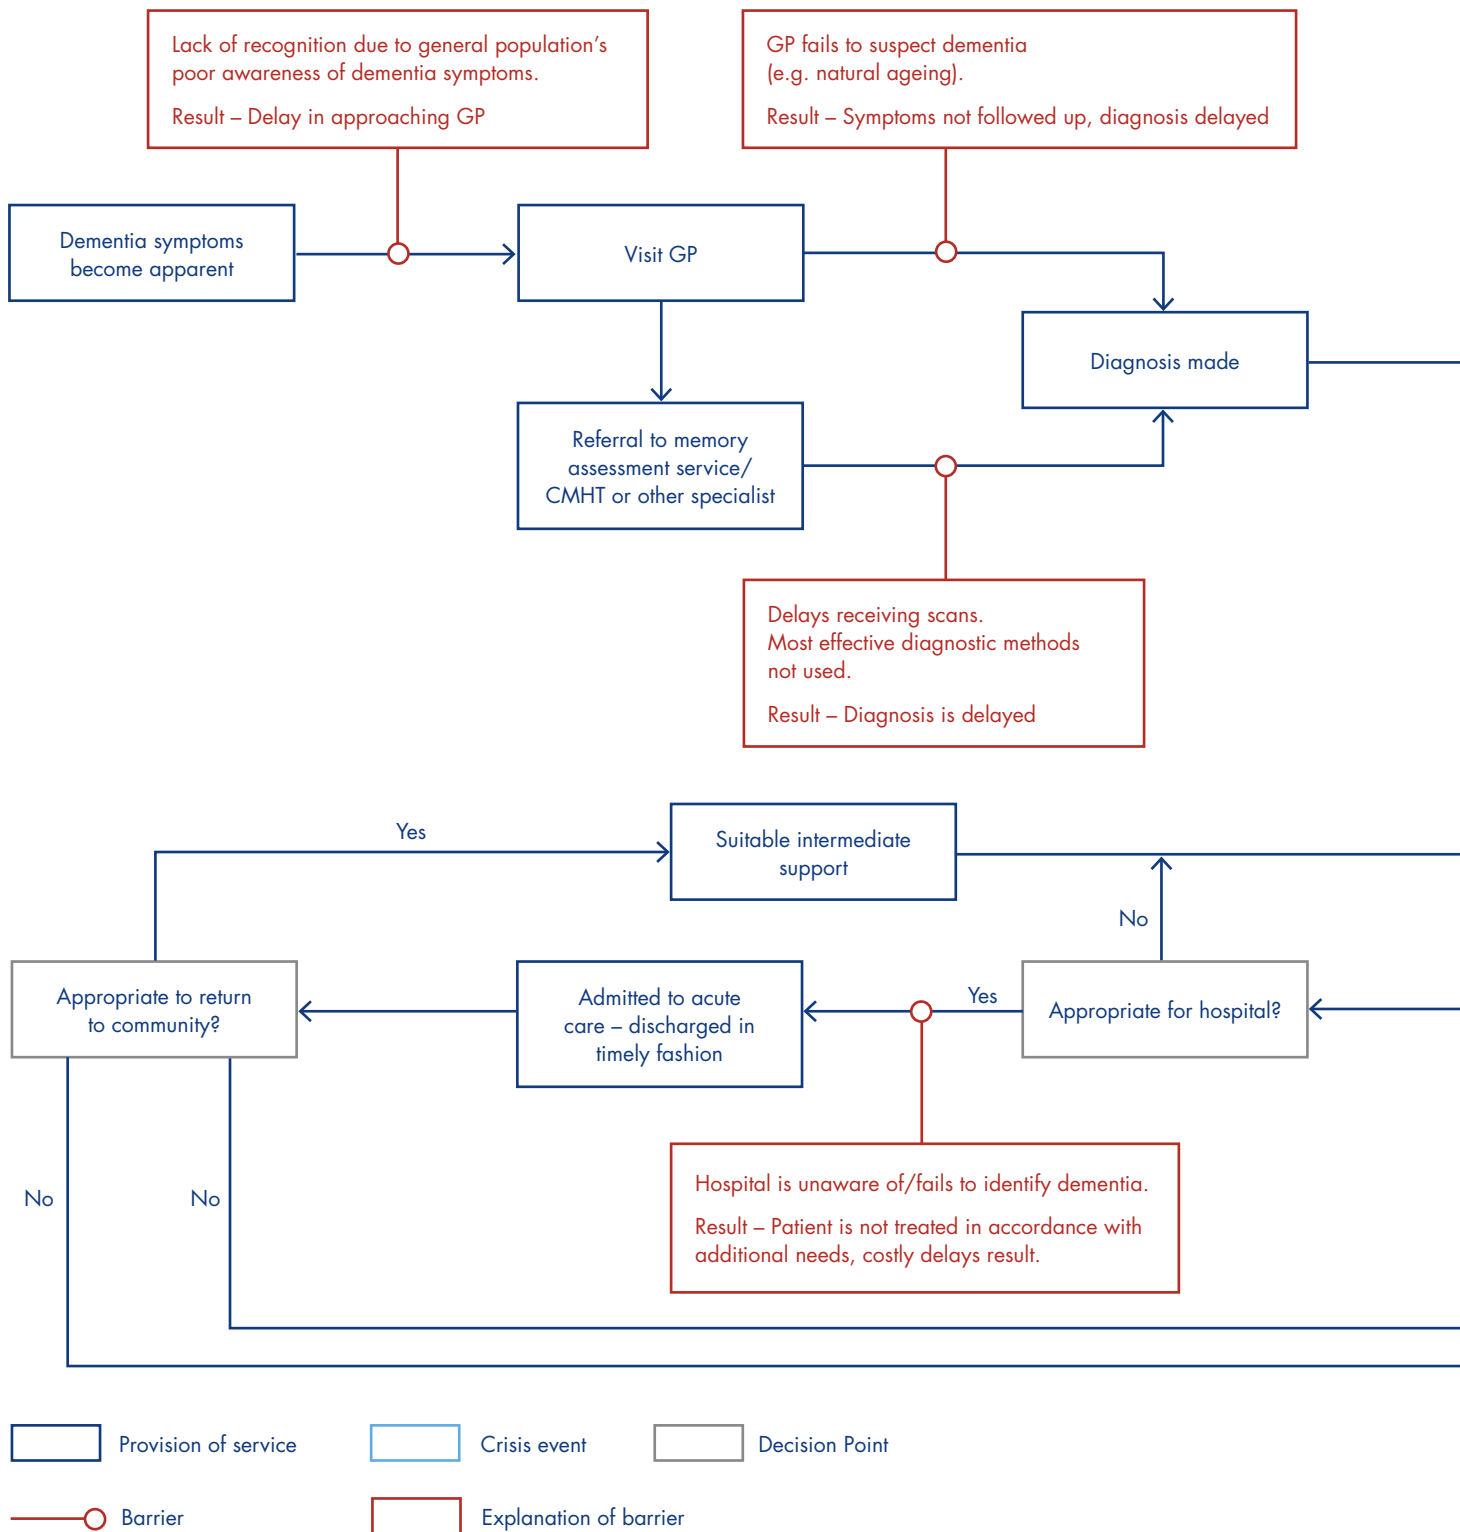 Lack of recognition due to general population's
poor awareness of dementia symptoms.
Result – Delay in approaching GP
GP fails to suspect dementia
(e.g. natural ageing).
Result – Symptoms not followed up, diagnosis delayed
Dementia symptoms
become apparent
Visit GP
Diagnosis made
Referral to memory
assessment service/
CMHT or other specialist
Delays receiving scans.
Most effective diagnostic methods
not used.
Result – Diagnosis is delayed
Yes
Suitable intermediate
support
No
Appropriate to return
to community?
Admitted to acute
care – discharged in
timely fashion
Yes
Appropriate for hospital?
Hospital is unaware of/fails to identify dementia.
Result – Patient is not treated in accordance with
additional needs, costly delays result.
No
No
Provision of service
Crisis event
Decision Point
Barrier
Explanation of barrier